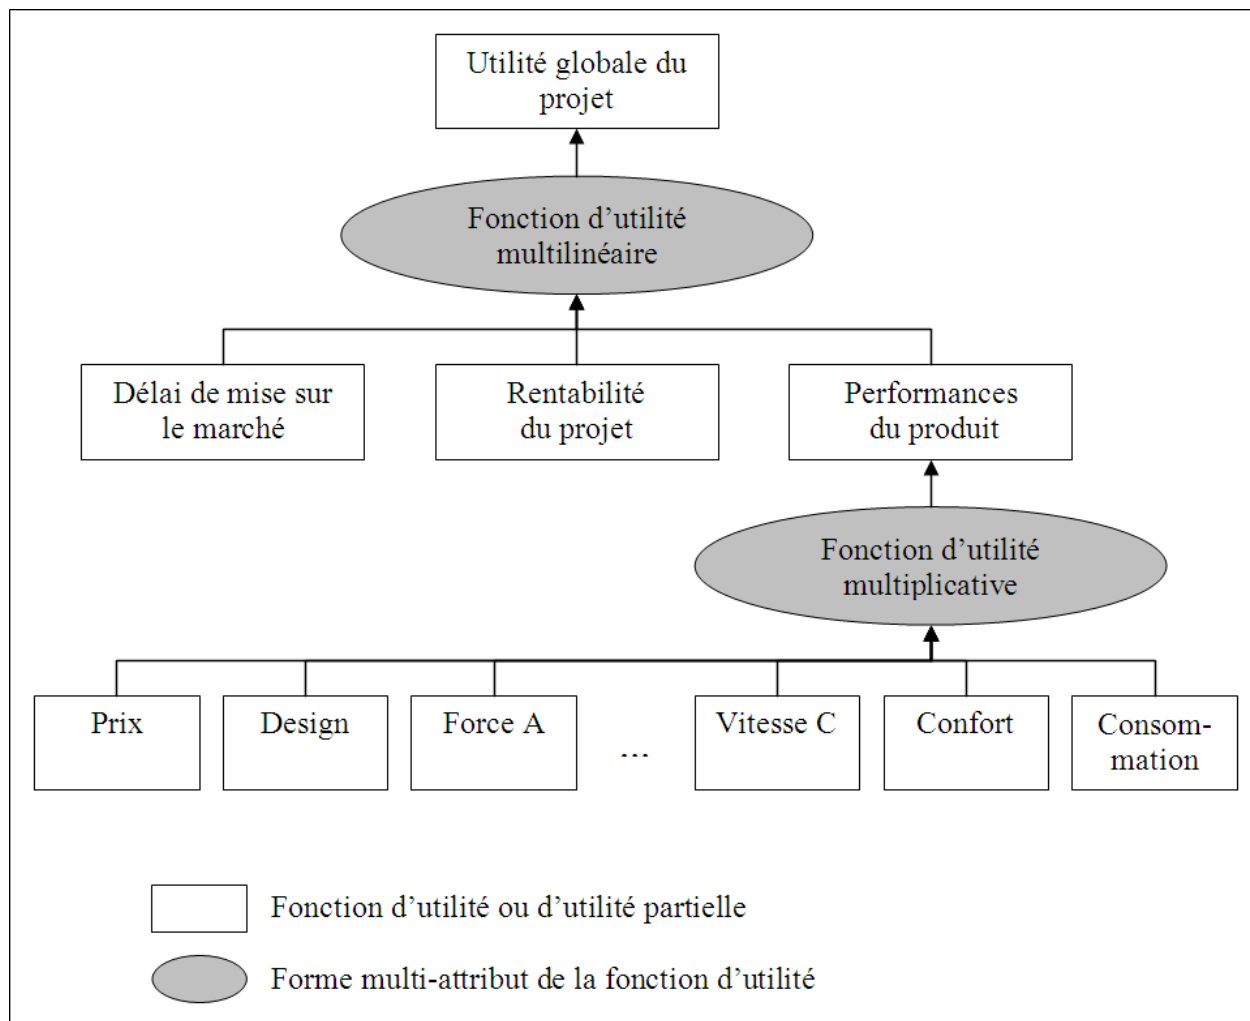 Utilité globale du
projet
Fonction d’utilité
multilinéaire
Délai de mise sur
le marché
Rentabilité
du projet
Performances
du produit
Fonction d’utilité
multiplicative
Prix
Design
Force A
…
Vitesse C
Confort
Consom-
mation
Fonction d’utilité ou d’utilité partielle
Forme multi-attribut de la fonction d’utilité